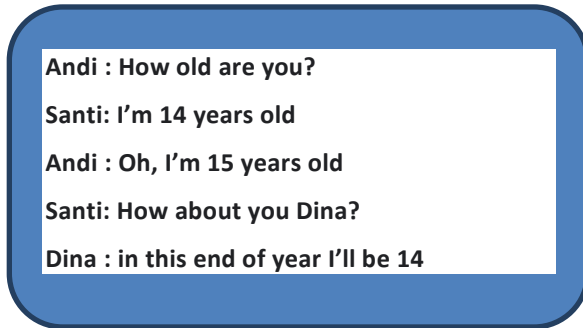 Andi : How old are you?
Santi: I’m 14 years old
Andi : Oh, I’m 15 years old
Santi: How about you Dina?
Dina : in this end of year I’ll be 14